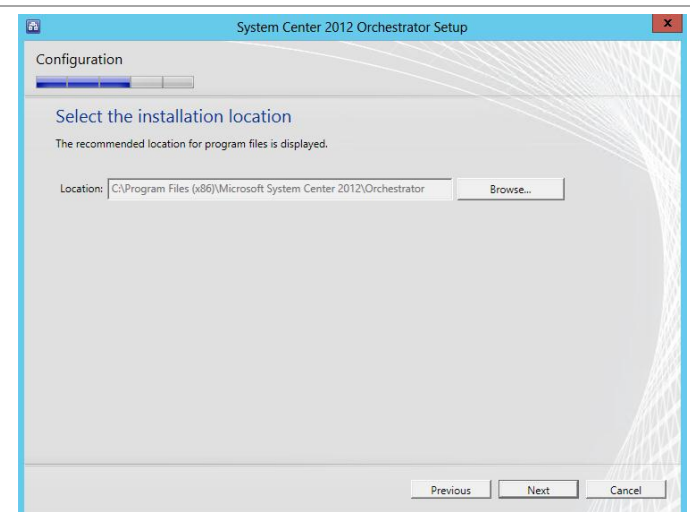 System Center 2012 Orchestrator Setup
x
Configuration
Select the installation location
The recommended location for program files is displayed.
Location: C:\Program Files (x86)\Microsoft System Center 2012\Orchestrator Browse...
Previous Next Cancel